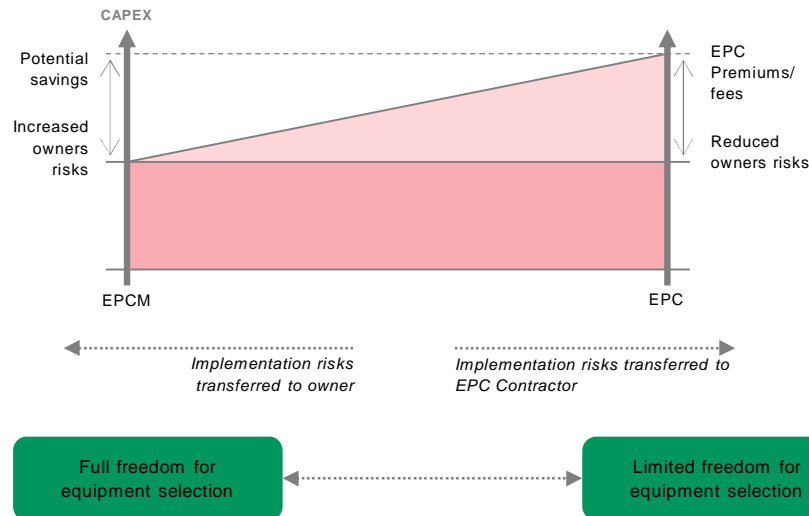 CAPEX
Potential
savings
Increased
owners
risks
EPC
Premiums/
fees
Reduced
owners risks
EPCM
EPC
Implementation risks
transferred to owner
Implementation risks transferred to
EPC Contractor
Full freedom for
equipment selection
Limited freedom for
equipment selection